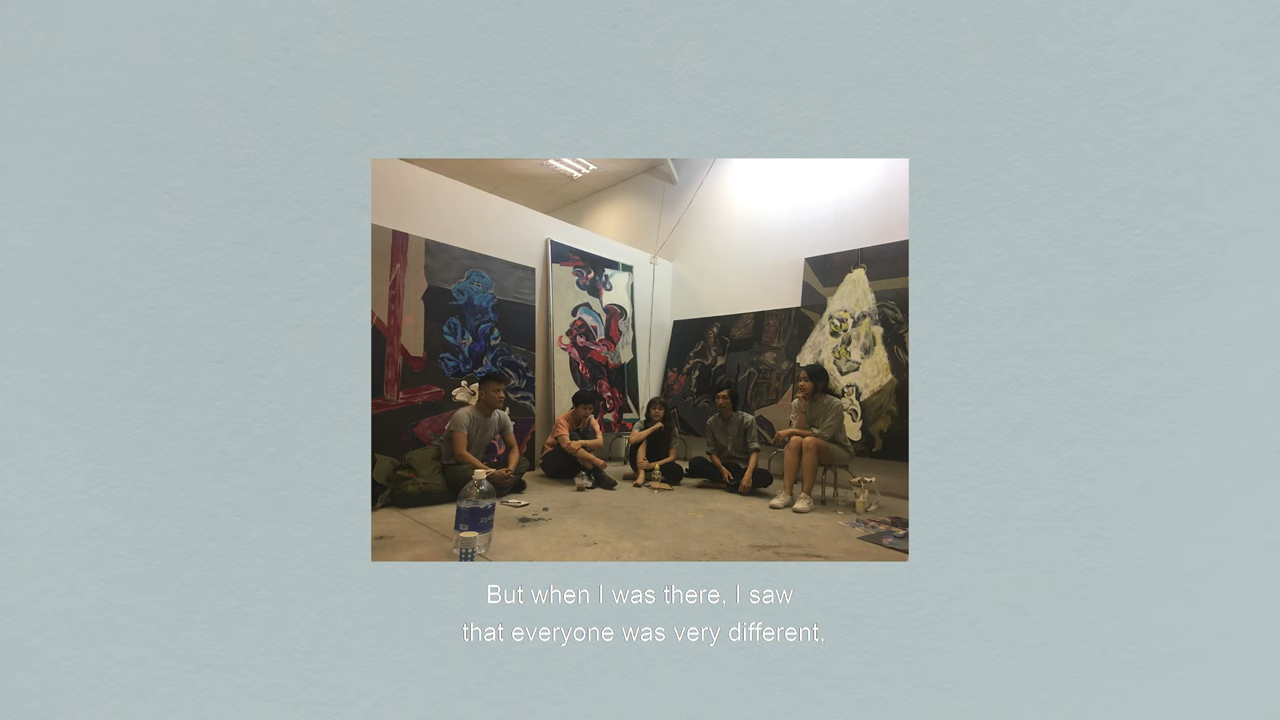 But when I was there, I saw
that everyone was very different,